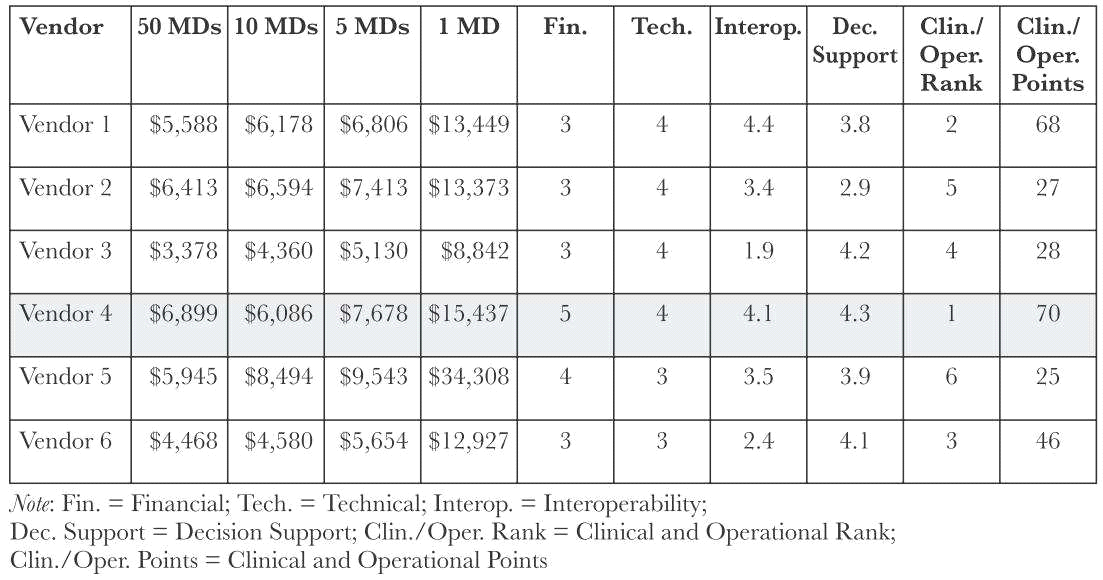 Vendor 50 MDs 10 MDs 5 MDs 1 MD Fin. Tech. Interop. Dec. Support Clin./ Oper. Rank Clin./ Oper. Points
Vendor 1 $5,588 $6,178 $6,806 $13,449 3 4 4.4 3.8 2 68
Vendor 2 $6,413 $6,594 $7,413 $13,373 3 4 3.4 2.9 5 27
Vendor 3 $3,378 $4,360 $5,130 $8,842 3 4 1.9 4.2 4 28
Vendor 4 $6,899 $6,086 $7,678 $15,437 5 4 4.1 4.3 1 70
Vendor 5 $5,945 $8,494 $9,543 $34,308 4 3 3.5 3.9 6 25
Vendor 6 $4,468 $4,580 $5,654 $12,927 3 3 2.4 4.1 3 46
Note: Fin. = Financial; Tech. = Technical; Interop. = Interoperability;
Dec. Support = Decision Support; Clin./Oper. Rank = Clinical and Operational Rank;
Clin./Oper. Points = Clinical and Operational Points